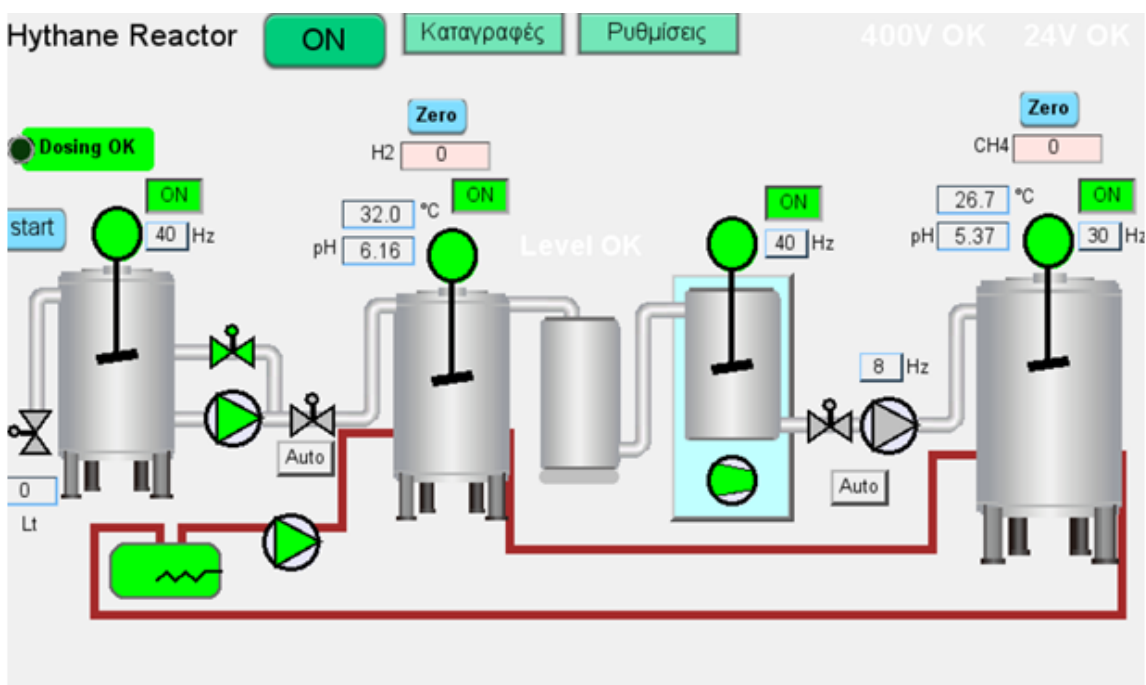 Hythane Reactor
ON
Καταγραφές
Ρυθμίσεις
400V OK
24V OK
Zero
Zero
Dosing OK
H2 0
CH4 0
ON
ON
ON
ON
start
40 Hz
32.0 °C
pH 6.16
Level OK
40 Hz
26.7 °C
pH 5.37
30 Hz
8 Hz
Auto
Auto
0
Lt